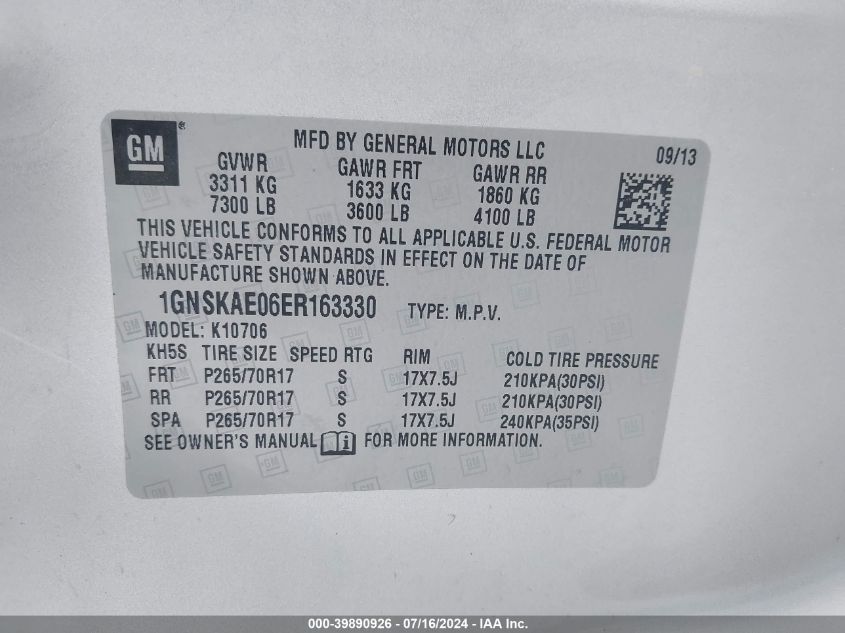 GM ®
MFD BY GENERAL MOTORS LLC 09/13
GVWR GAWR FRT GAWR RR
3311 KG 1633 KG 1860 KG
7300 LB 3600 LB 4100 LB
THIS VEHICLE CONFORMS TO ALL APPLICABLE U.S. FEDERAL MOTOR
VEHICLE SAFETY STANDARDS IN EFFECT ON THE DATE OF
MANUFACTURE SHOWN ABOVE.
1GNSKAE06ER163330 TYPE: M.P.V.
MODEL: K10706
KH5S TIRE SIZE SPEED RTG RIM COLD TIRE PRESSURE
FRT P265/70R17 S 17X7.5J 210KPA(30PSI)
RR P265/70R17 S 17X7.5J 210KPA(30PSI)
SPA P265/70R17 S 17X7.5J 240KPA(35PSI)
SEE OWNER'S MANUAL i FOR MORE INFORMATION.
000-39890926 - 07/16/2024 - IAA Inc.